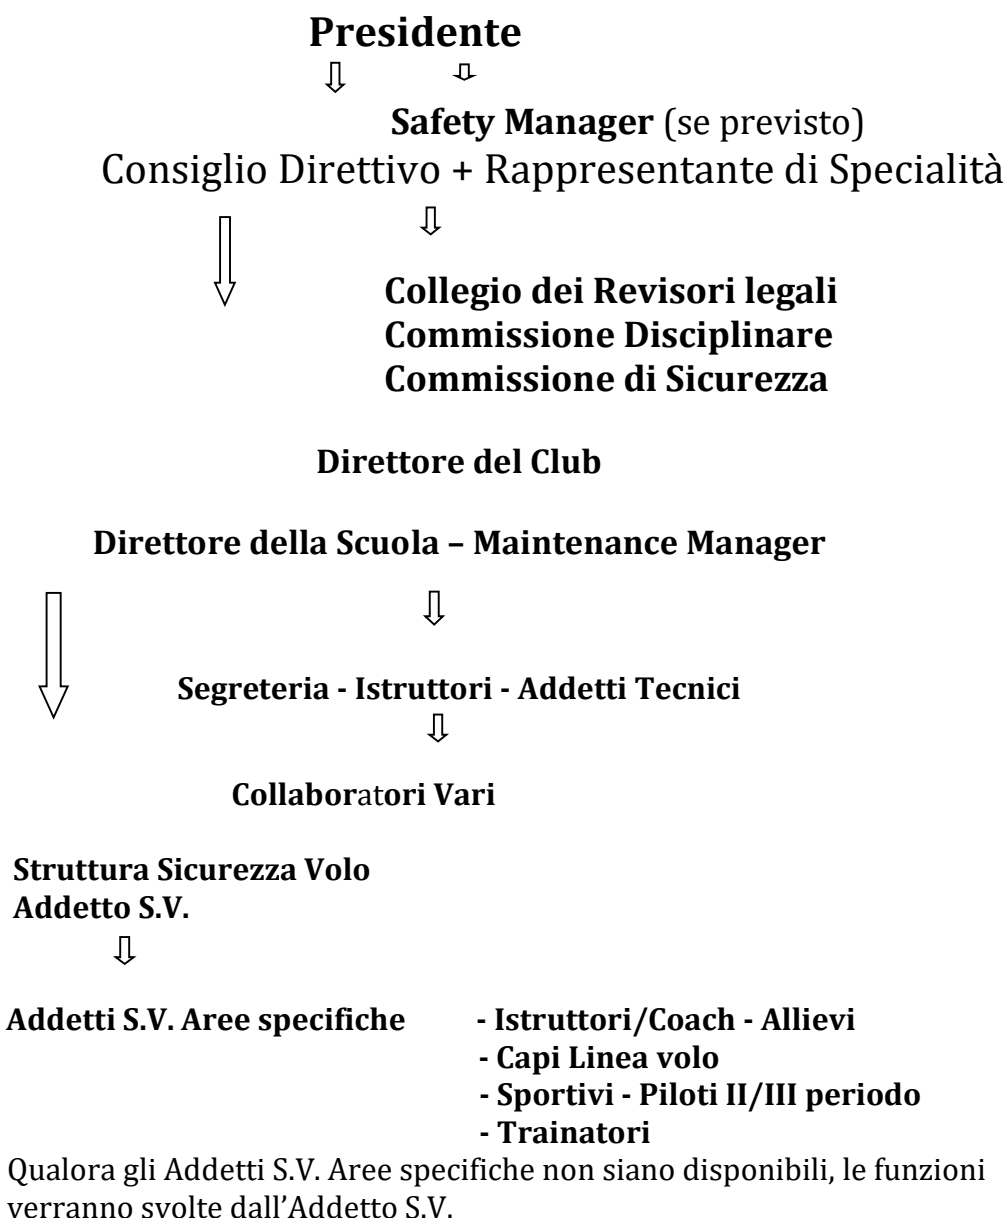 Presidente
Safety Manager (se previsto)
Consiglio Direttivo + Rappresentante di Specialità
Collegio dei Revisori legali
Commissione Disciplinare
Commissione di Sicurezza
Direttore del Club
Direttore della Scuola – Maintenance Manager
Segreteria - Istruttori - Addetti Tecnici
Collaboratori Vari
Struttura Sicurezza Volo
Addetto S.V.
Addetti S.V. Aree specifiche - Istruttori/Coach - Allievi
- Capi Linea volo
- Sportivi - Piloti II/III periodo
- Trainatori
Qualora gli Addetti S.V. Aree specifiche non siano disponibili, le funzioni
verranno svolte dall’Addetto S.V.